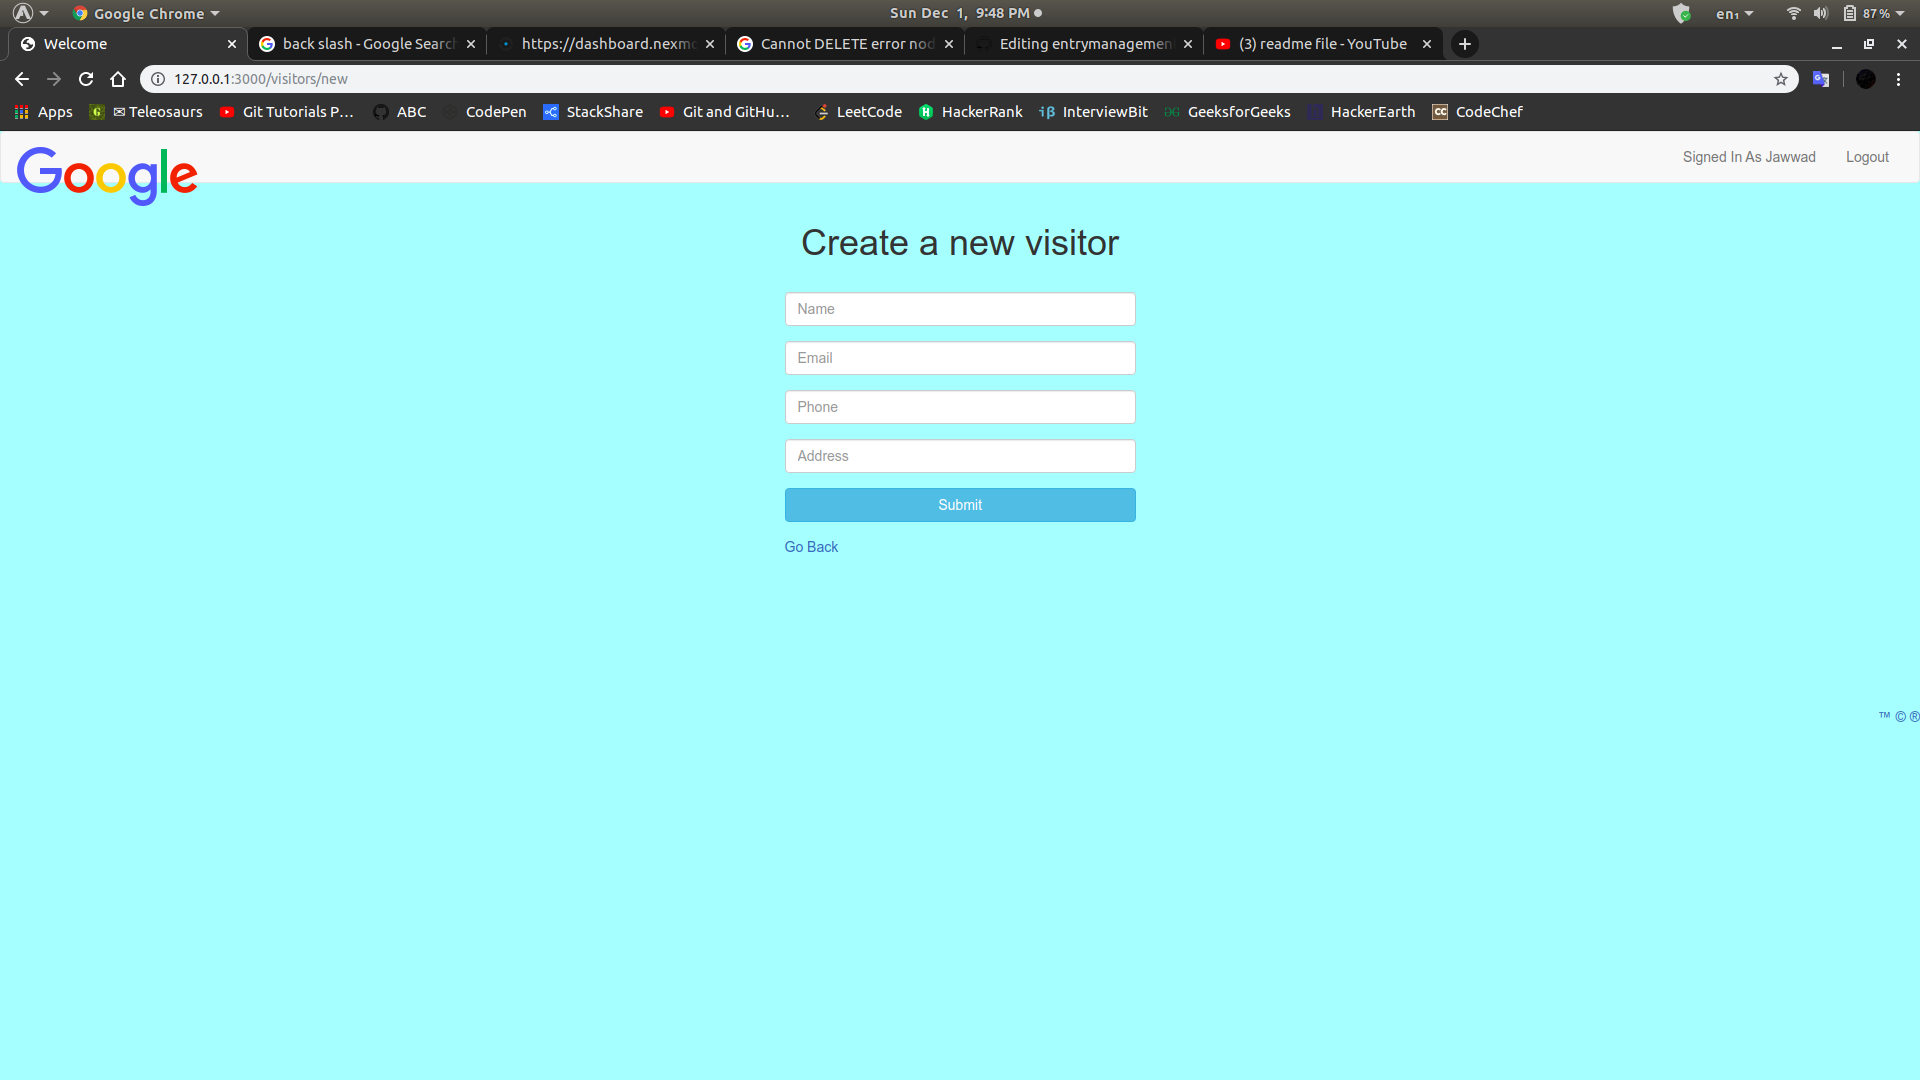 Google Chrome Sun Dec 1, 9:48 PM en₁ 87 %
Welcome back slash - Google Search https://dashboard.nexmo Cannot DELETE error nod Editing entrymanagemen (3) readme file - YouTube
127.0.0.1:3000/visitors/new
Apps ✉ Teleosaurs Git Tutorials P... ABC CodePen StackShare Git and GitHu... LeetCode HackerRank iβ InterviewBit GeeksforGeeks HackerEarth CC CodeChef
Google Signed In As Jawwad Logout
Create a new visitor
Name
Email
Phone
Address
Submit
Go Back
™ © ®